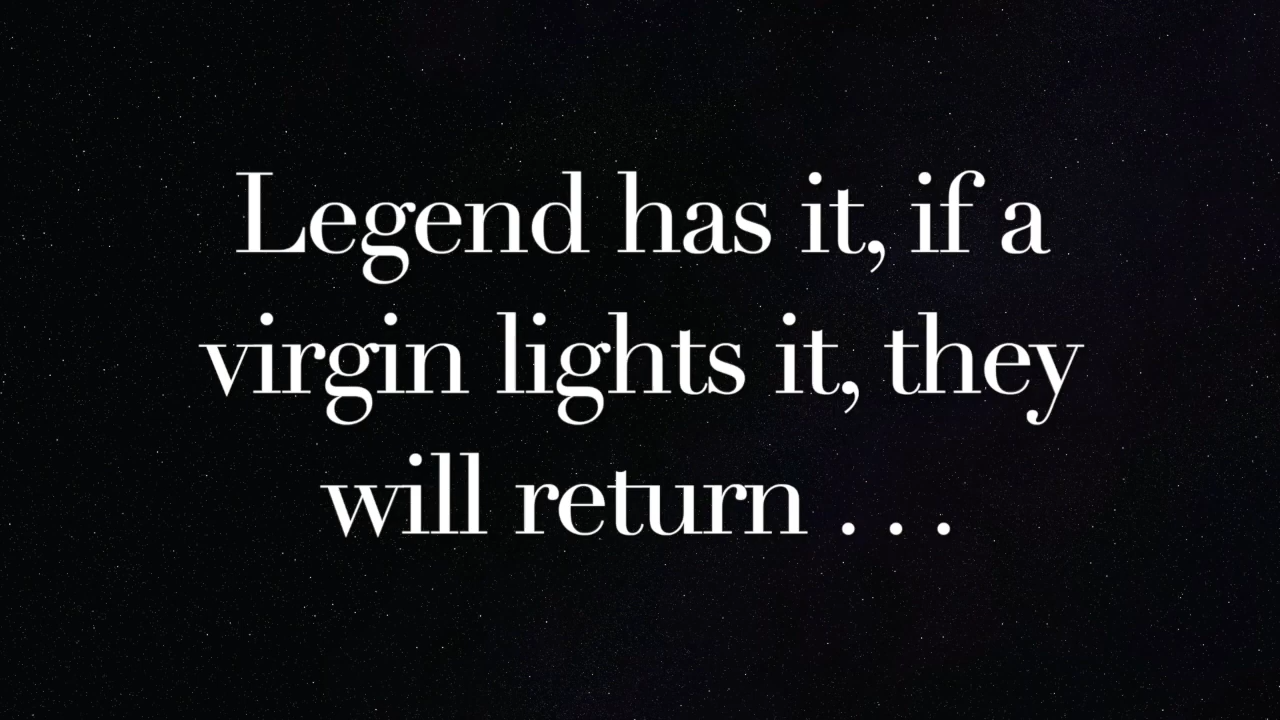 Legend has it, if a
virgin lights it, they
will return . . .